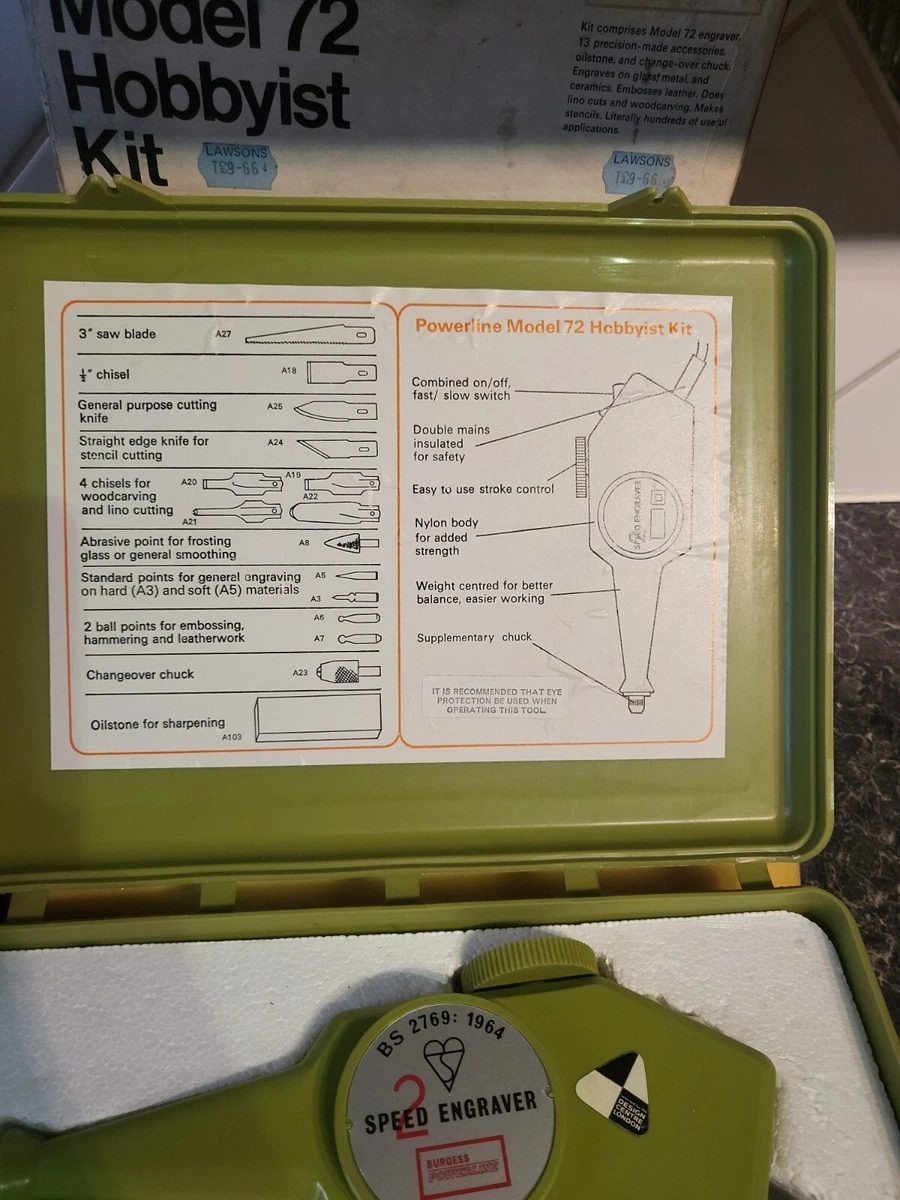 Model 72
Hobbyist
Kit
Kit comprises Model 72 engraver,
13 precision-made accessories,
oilstone, and change-over chuck.
Engraves on glass, metal, and
ceramics. Embosses leather. Does
lino cuts and woodcarving. Makes
stencils. Literally hundreds of useful
applications.
LAWSONS
T£9-66
LAWSONS
T£9-66
3" saw blade A27
½" chisel A18
General purpose cutting
knife
A25
Straight edge knife for
stencil cutting
A24
4 chisels for
woodcarving
and lino cutting
A20
A19
A22
A21
Abrasive point for frosting
glass or general smoothing
A8
Standard points for general engraving
on hard (A3) and soft (A5) materials
A5
A3
2 ball points for embossing,
hammering and leatherwork
A6
A7
Changeover chuck A23
Oilstone for sharpening
A103
Powerline Model 72 Hobbyist Kit
Combined on/off,
fast/ slow switch
Double mains
insulated
for safety
Easy to use stroke control
Nylon body
for added
strength
Weight centred for better
balance, easier working
Supplementary chuck
2
SPEED ENGRAVER
IT IS RECOMMENDED THAT EYE
PROTECTION BE USED WHEN
OPERATING THIS TOOL.
BS 2769: 1964
2
SPEED ENGRAVER
BURGESS
POWERLINE
DESIGN
CENTRE
LONDON